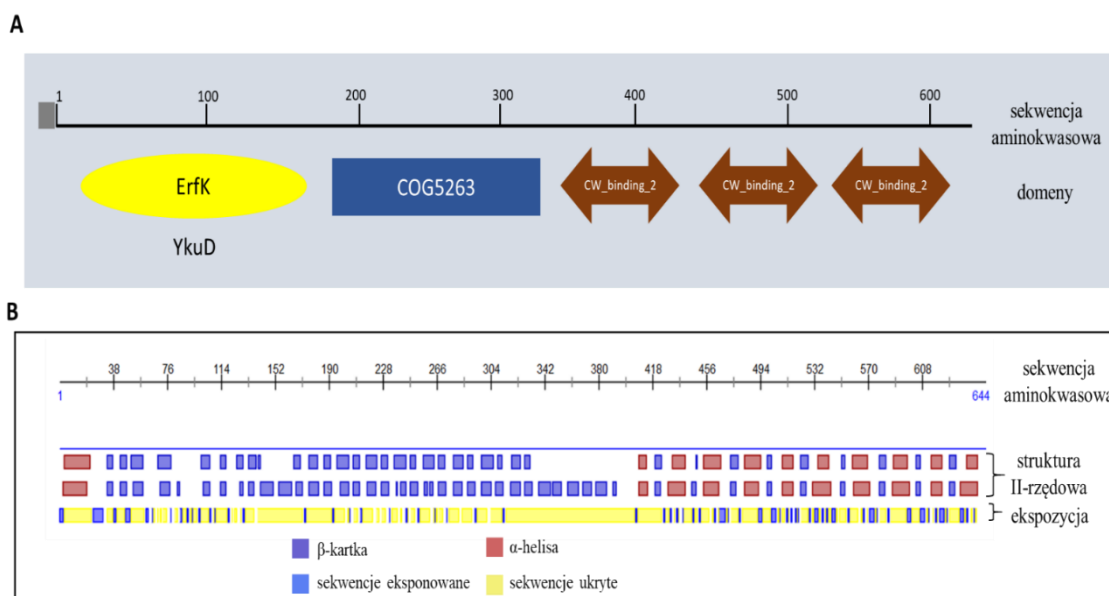 A
1 100 200 300 400 500 600
sekwencja
aminokwasowa
ErfK COG5263 CW_binding_2 CW_binding_2 CW_binding_2 domeny
YkuD
B
38 76 114 152 190 228 266 304 342 380 418 456 494 532 570 608
sekwencja
aminokwasowa
1 644
struktura
II-rzędowa
ekspozycja
β-kartka α-helisa
sekwencje eksponowane sekwencje ukryte